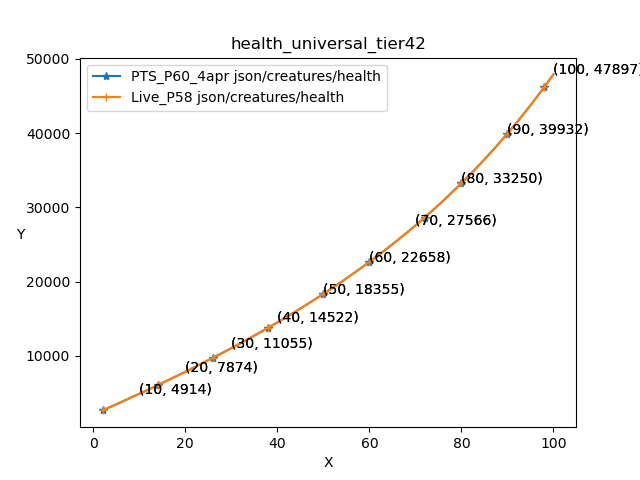 health_universal_tier42
50000
PTS_P60_4apr json/creatures/health
Live_P58 json/creatures/health
(100, 47897)
40000
(90, 39932)
(80, 33250)
30000
(70, 27566)
Y
(60, 22658)
20000
(50, 18355)
(40, 14522)
(30, 11055)
10000
(20, 7874)
(10, 4914)
0 20 40 60 80 100
X